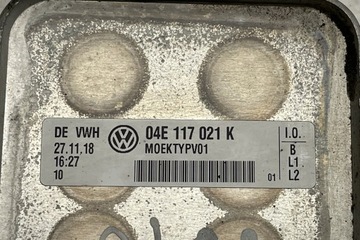 DE VWH 04E 117 021 K I.O.
27.11.18 MOEKTYPV01 B
16:27 L1
10 01 L2